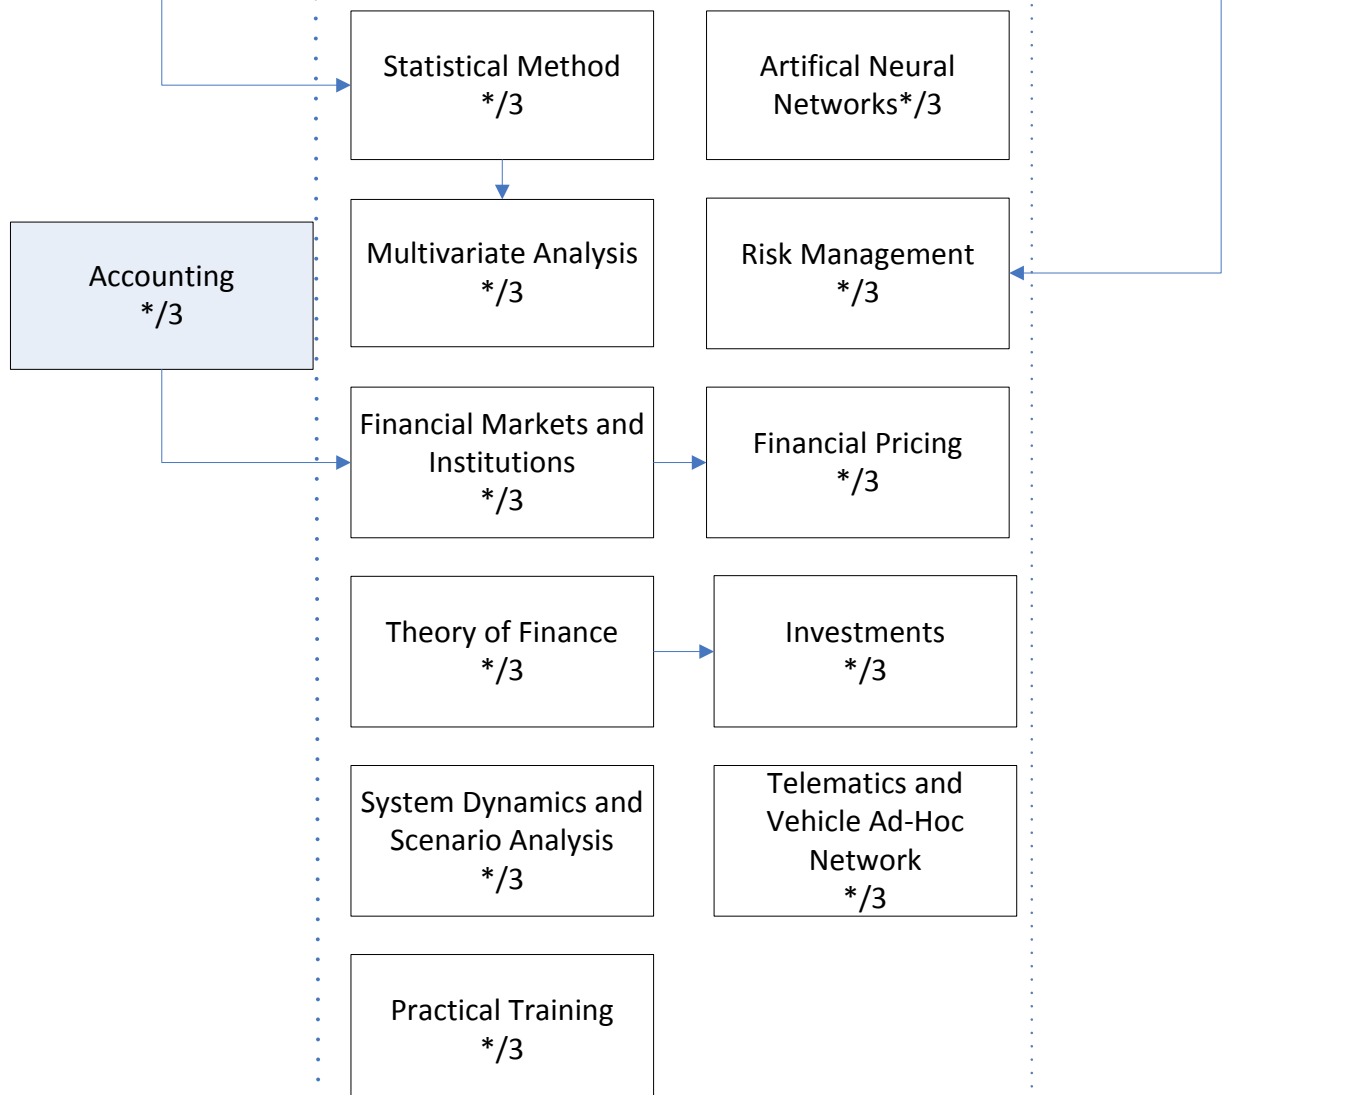 Statistical Method
*/3
Artifical Neural
Networks*/3
Accounting
*/3
Multivariate Analysis
*/3
Risk Management
*/3
Financial Markets and
Institutions
*/3
Financial Pricing
*/3
Theory of Finance
*/3
Investments
*/3
System Dynamics and
Scenario Analysis
*/3
Telematics and
Vehicle Ad-Hoc
Network
*/3
Practical Training
*/3